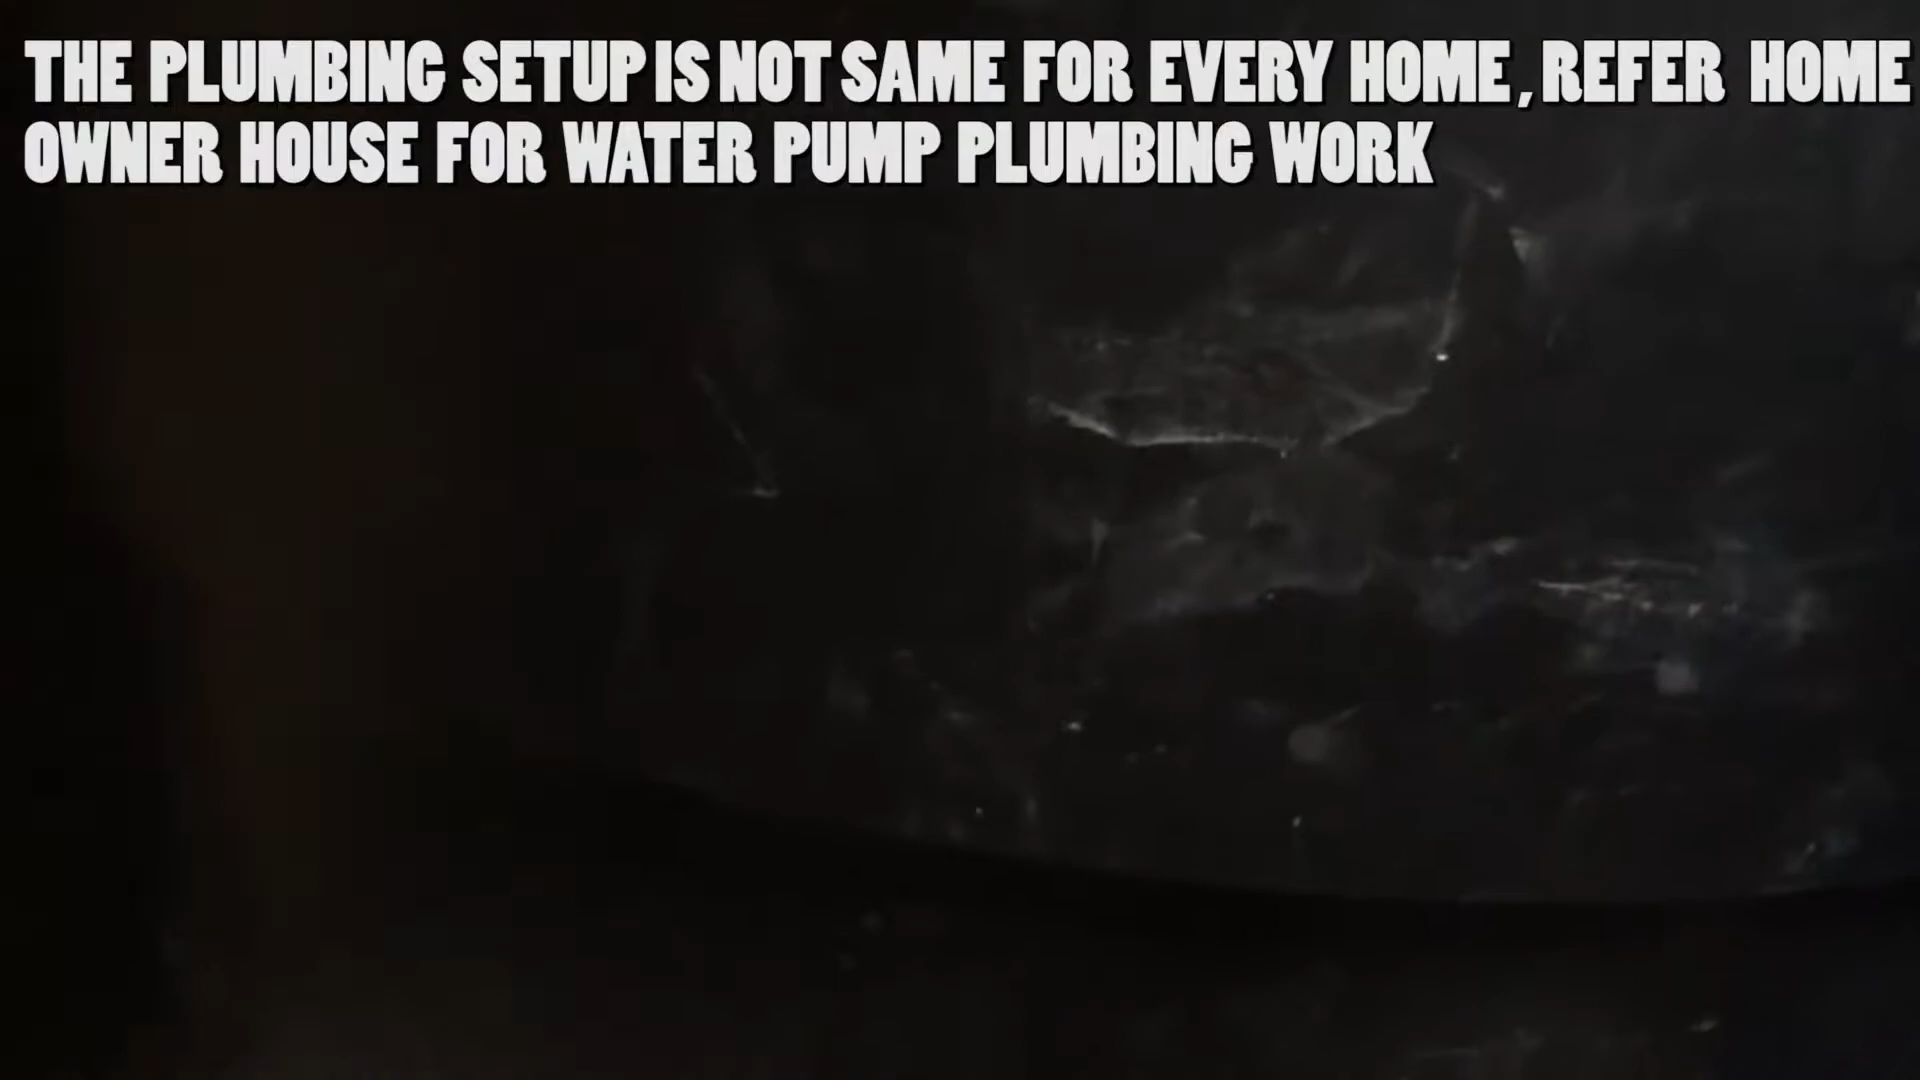 THE PLUMBING SETUP IS NOT SAME FOR EVERY HOME, REFER HOME
OWNER HOUSE FOR WATER PUMP PLUMBING WORK